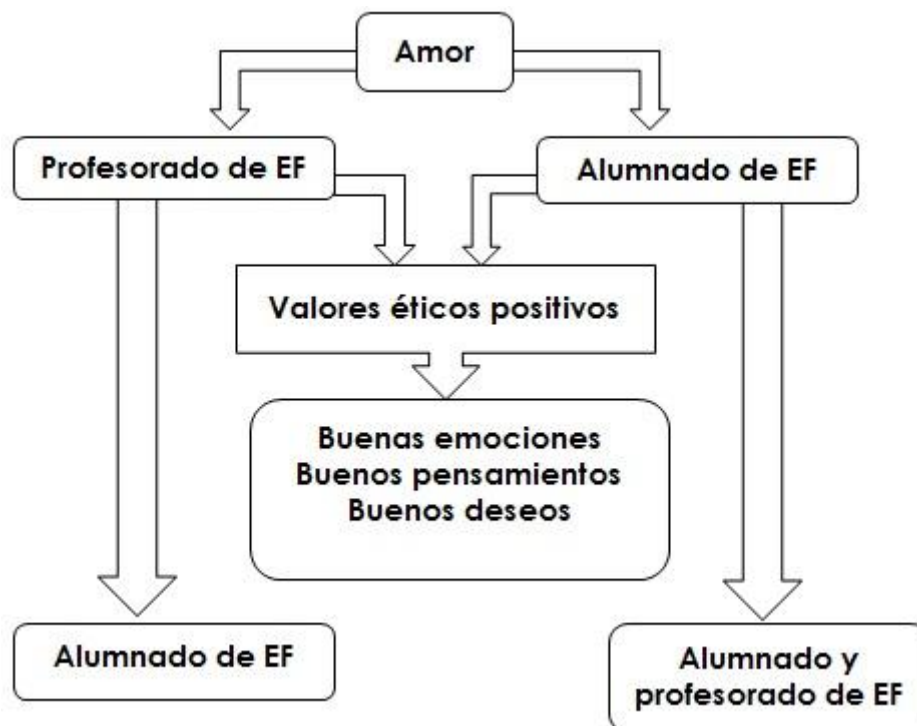 Amor
Profesorado de EF
Alumnado de EF
Valores éticos positivos
Buenas emociones
Buenos pensamientos
Buenos deseos
Alumnado de EF
Alumnado y
profesorado de EF